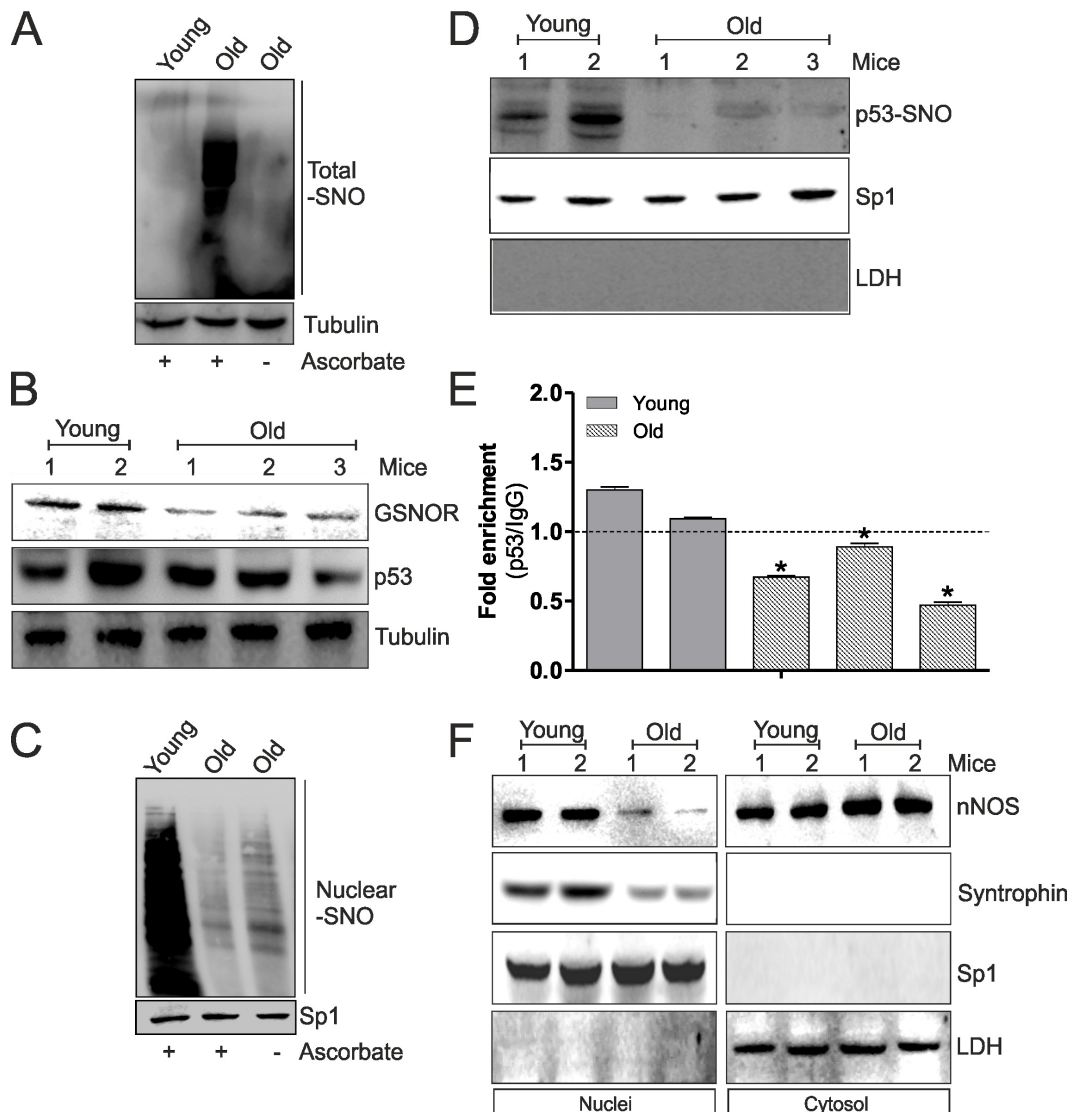 A
Young Old Old
Total
-SNO
Tubulin
+ + - Ascorbate
B
Young Old
1 2 1 2 3 Mice
GSNOR
p53
Tubulin
C
Young Old Old
Nuclear
-SNO
Sp1
+ + - Ascorbate
D
Young Old
1 2 1 2 3 Mice
p53-SNO
Sp1
LDH
E
Fold enrichment
(p53/IgG)
2.0
1.5
1.0
0.5
0.0
Young
Old
* * *
F
Young Old Young Old
1 2 1 2 1 2 1 2 Mice
nNOS
Syntrophin
Sp1
LDH
Nuclei Cytosol